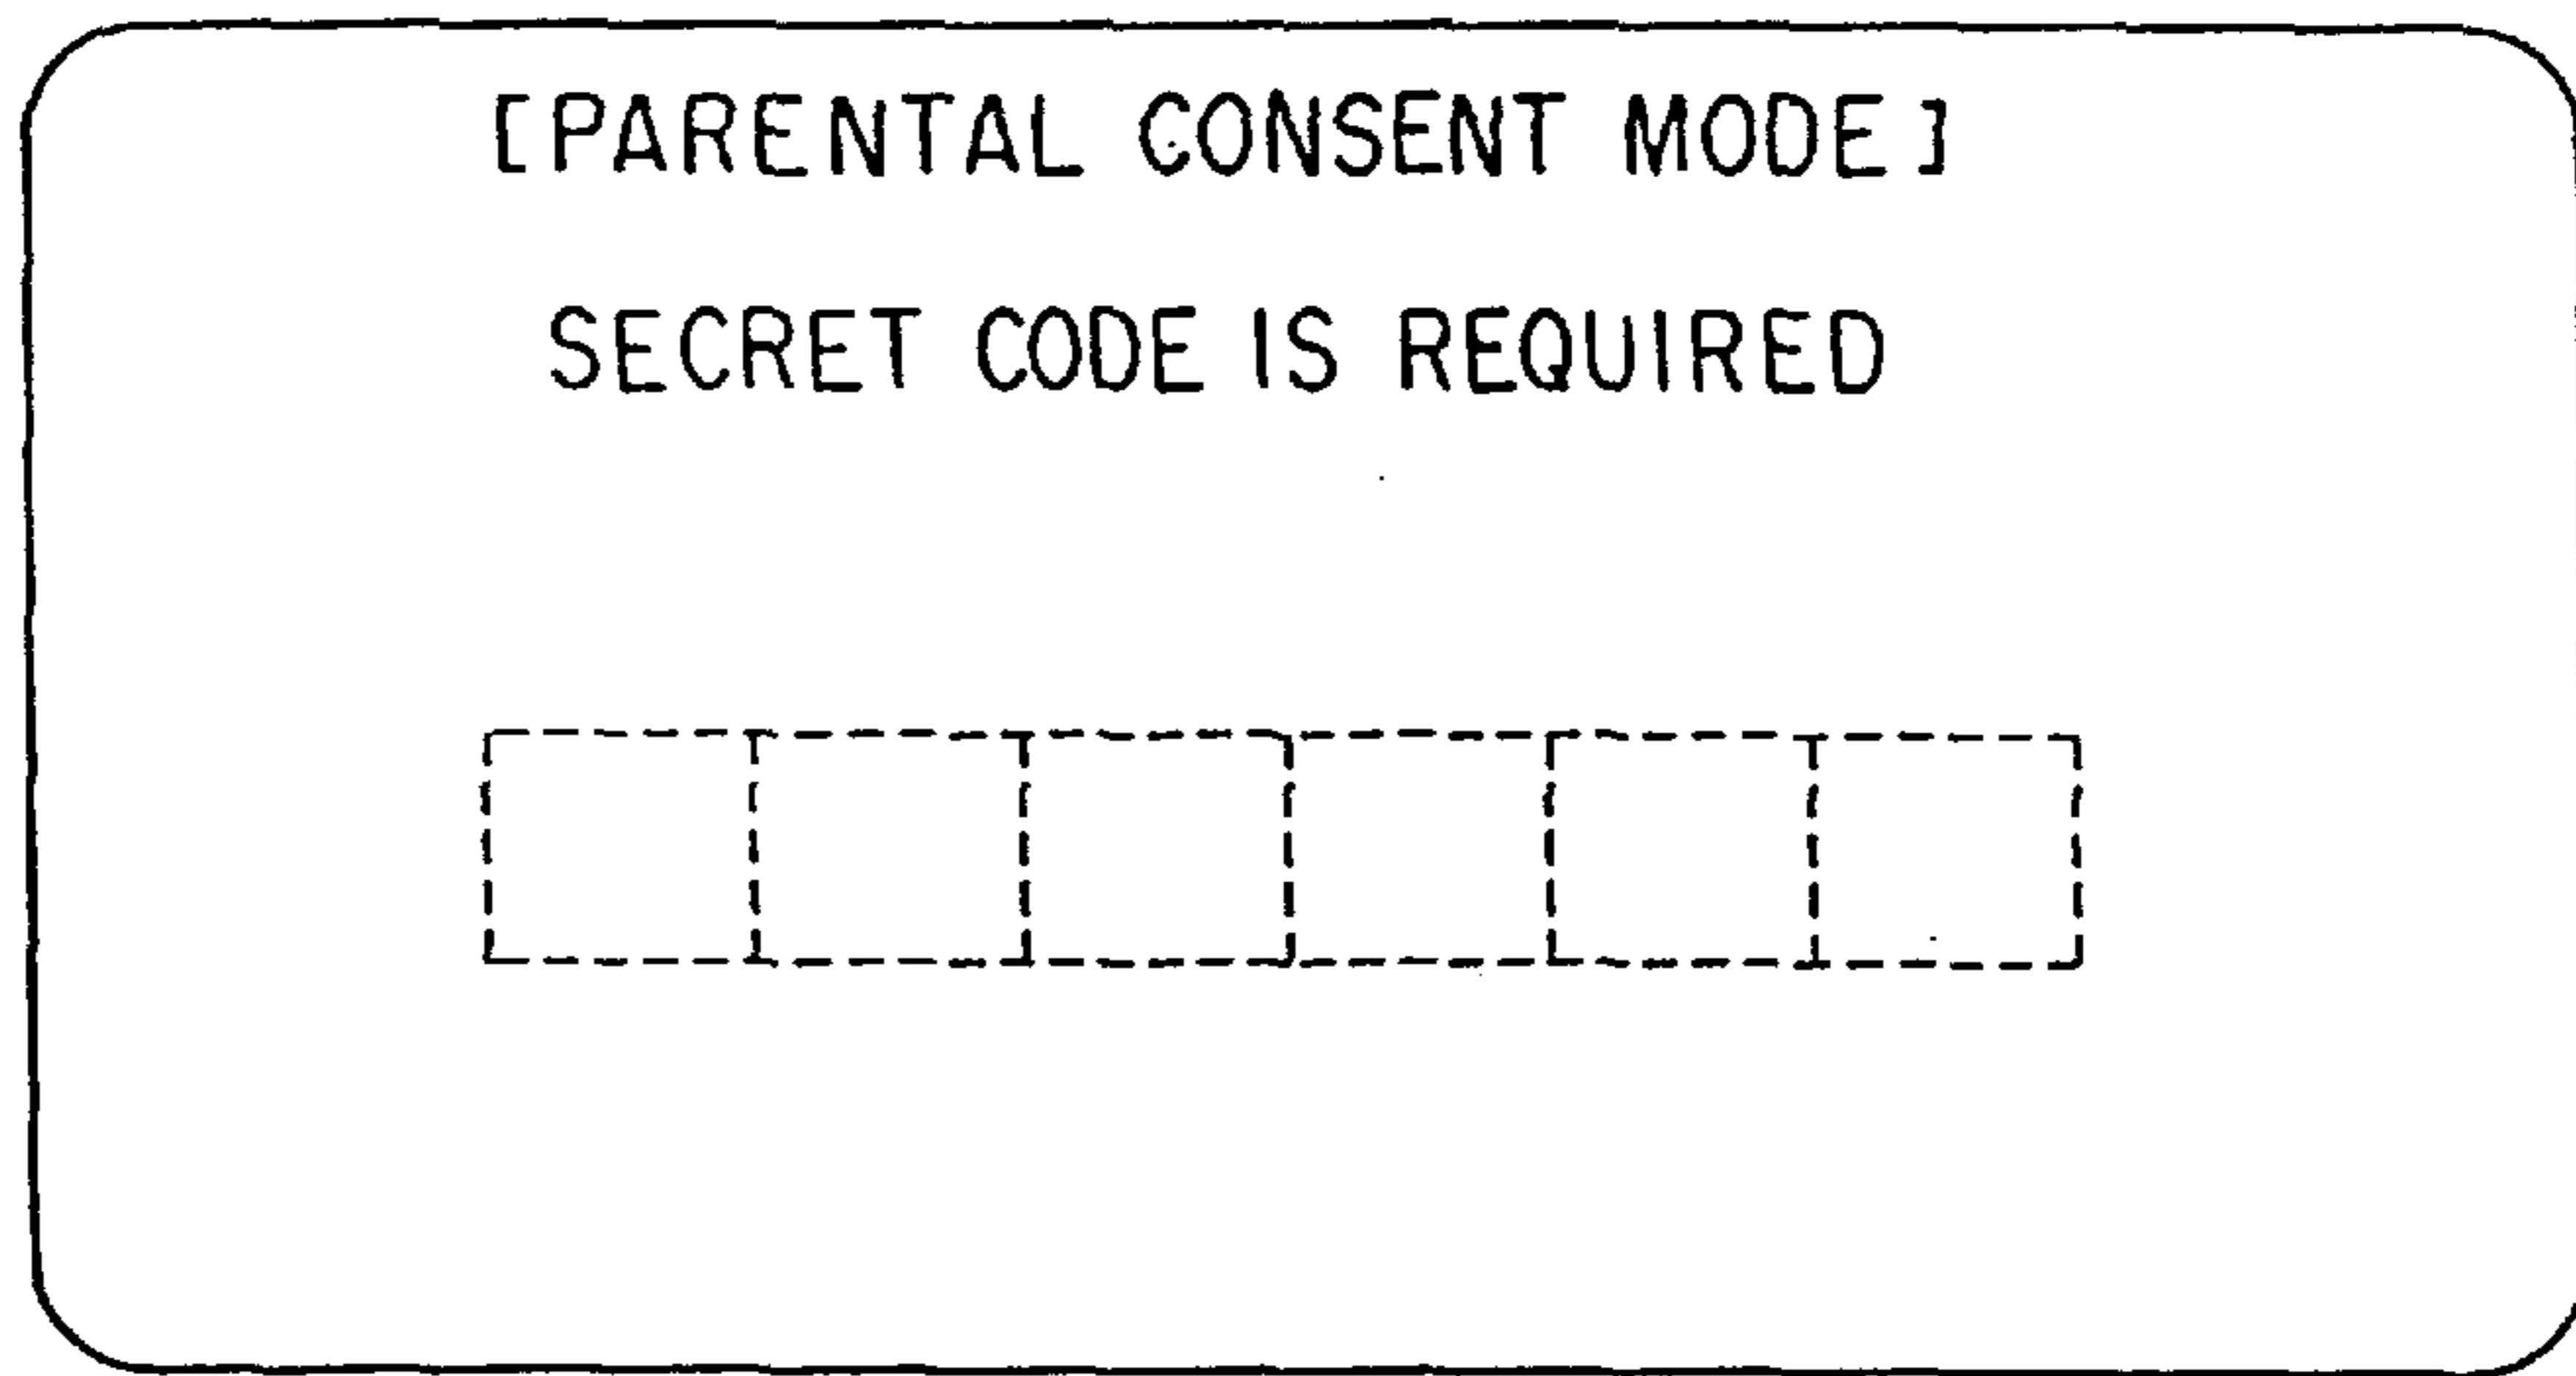 [PARENTAL CONSENT MODE]
SECRET CODE IS REQUIRED